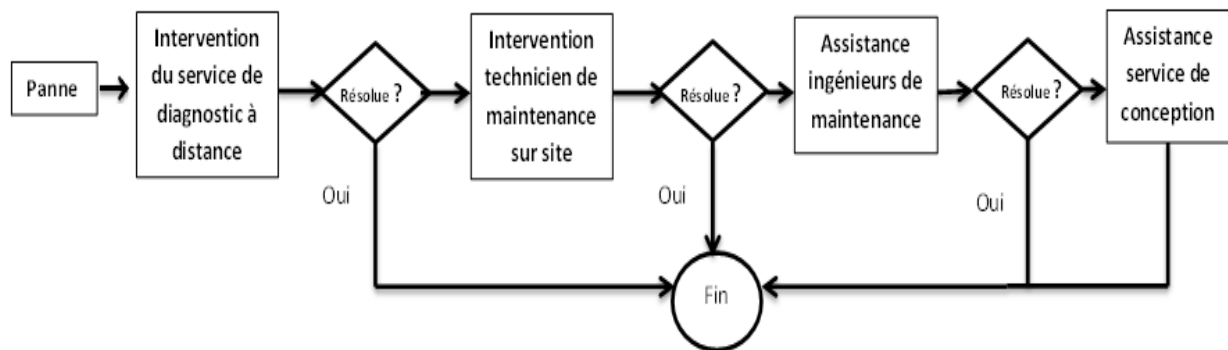 Panne
Intervention
du service de
diagnostic à
distance
Résolue ?
Oui
Intervention
technicien de
maintenance
sur site
Résolue ?
Oui
Assistance
ingénieurs de
maintenance
Résolue ?
Oui
Assistance
service de
conception
Fin